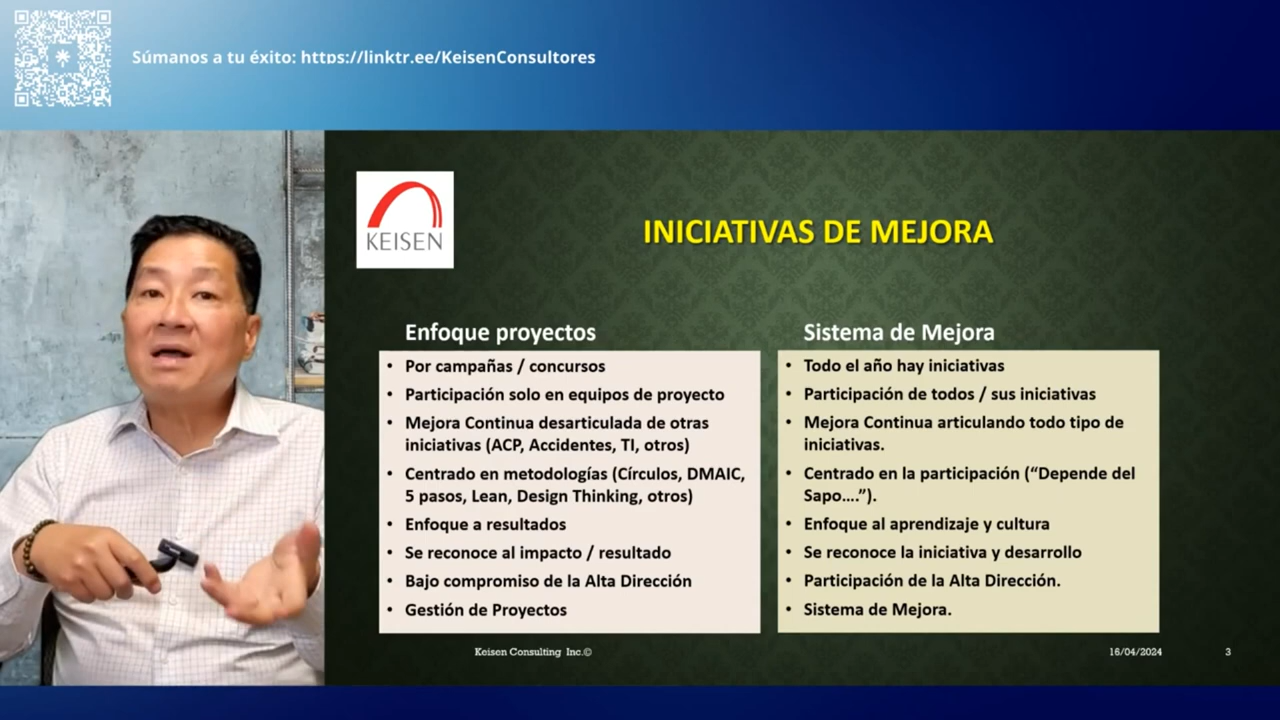 Súmanos a tu éxito: https://linktr.ee/KeisenConsultores
KEISEN
INICIATIVAS DE MEJORA
Enfoque proyectos
• Por campañas / concursos
• Participación solo en equipos de proyecto
• Mejora Continua desarticulada de otras
iniciativas (ACP, Accidentes, TI, otros)
• Centrado en metodologías (Círculos, DMAIC,
5 pasos, Lean, Design Thinking, otros)
• Enfoque a resultados
• Se reconoce al impacto / resultado
• Bajo compromiso de la Alta Dirección
• Gestión de Proyectos
Sistema de Mejora
• Todo el año hay iniciativas
• Participación de todos / sus iniciativas
• Mejora Continua articulando todo tipo de
iniciativas.
• Centrado en la participación (“Depende del
Sapo....”).
• Enfoque al aprendizaje y cultura
• Se reconoce la iniciativa y desarrollo
• Participación de la Alta Dirección.
• Sistema de Mejora.
Keisen Consulting Inc.©
16/04/2024
3